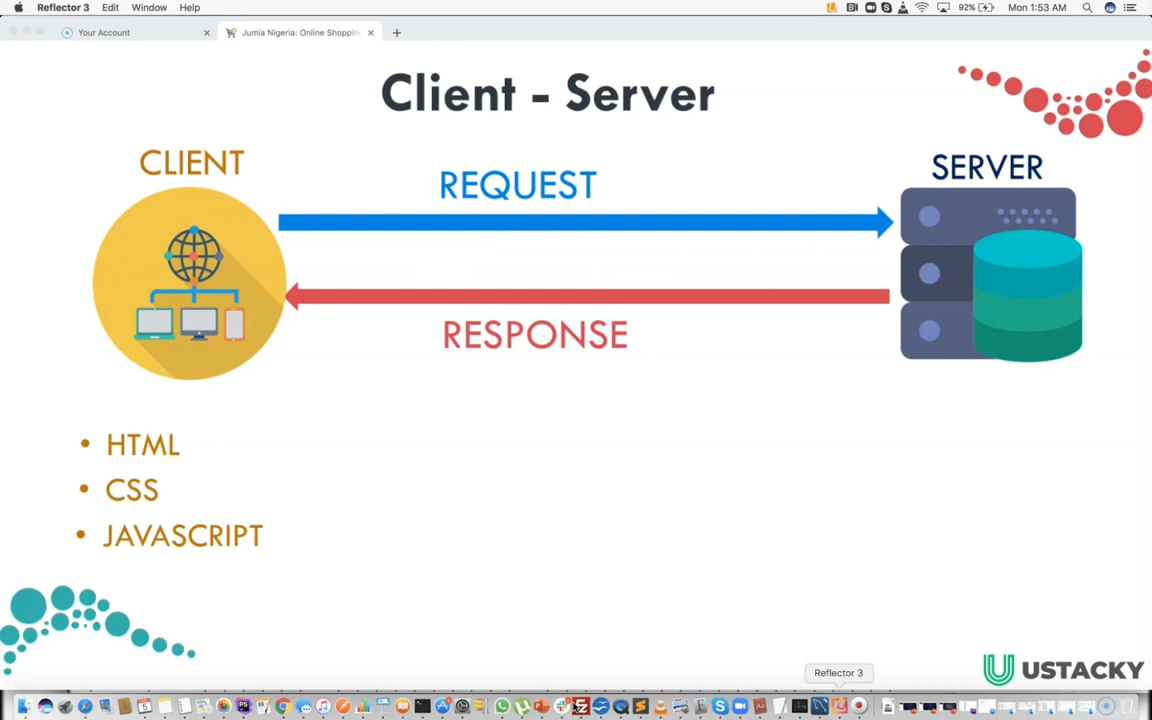 Reflector 3 Edit Window Help 92% Mon 1:53 AM
Your Account Jumia Nigeria: Online Shoppin
Client - Server
CLIENT
REQUEST
SERVER
RESPONSE
• HTML
• CSS
• JAVASCRIPT
Reflector 3
USTACKY